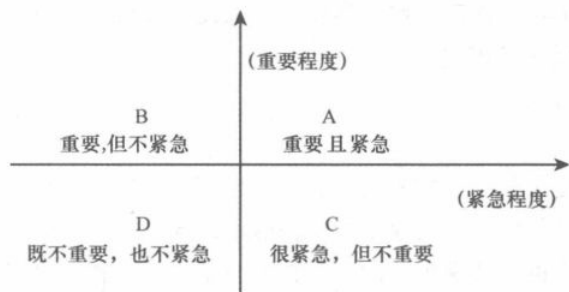 (重要程度)
B
重要,但不紧急
A
重要且紧急
(紧急程度)
D
既不重要，也不紧急
C
很紧急，但不重要